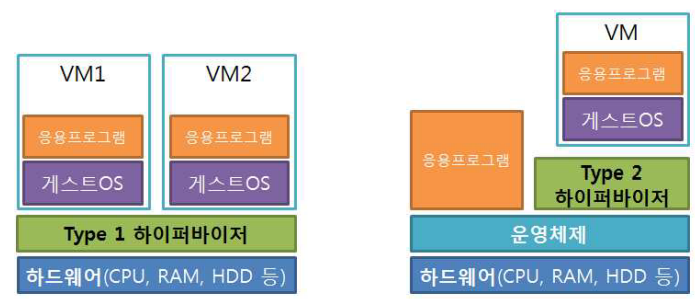 VM1
응용프로그램
게스트OS
VM2
응용프로그램
게스트OS
Type 1 하이퍼바이저
하드웨어(CPU, RAM, HDD 등)
VM
응용프로그램
게스트OS
응용프로그램
Type 2
하이퍼바이저
운영체제
하드웨어(CPU, RAM, HDD 등)